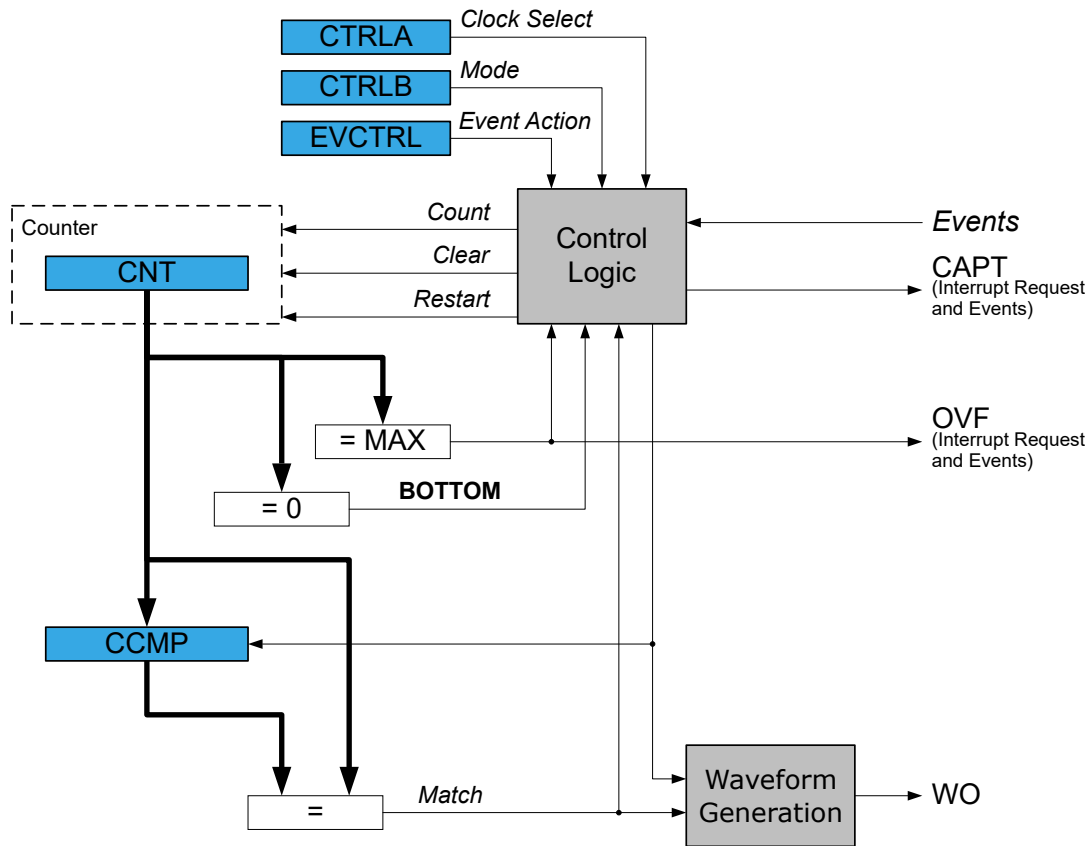 CTRLA
Clock Select
CTRLB
Mode
EVCTRL
Event Action
Counter
CNT
Count
Clear
Restart
Control
Logic
Events
CAPT
(Interrupt Request
and Events)
= MAX
OVF
(Interrupt Request
and Events)
= 0
BOTTOM
CCMP
=
Match
Waveform
Generation
WO